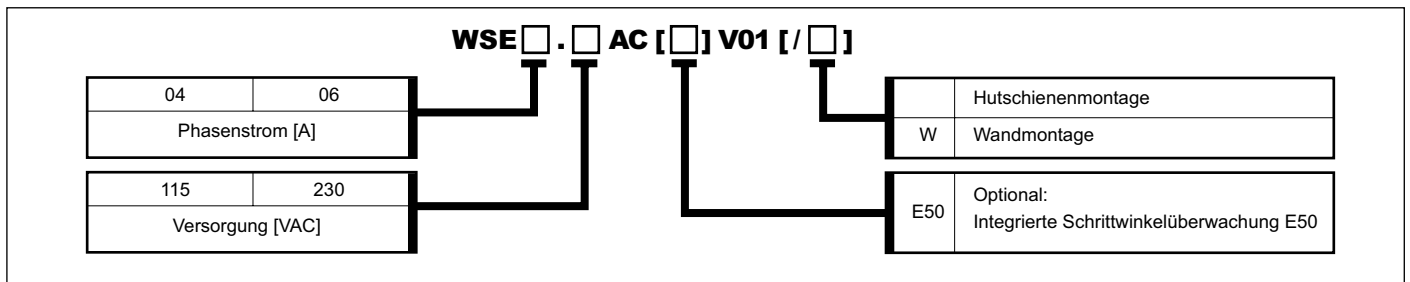 WSE□.□ AC [□] V01 [/□]
04 06
Phasenstrom [A]
115 230
Versorgung [VAC]
Hutschienenmontage
W Wandmontage
E50 Optional:
Integrierte Schrittwinkelüberwachung E50